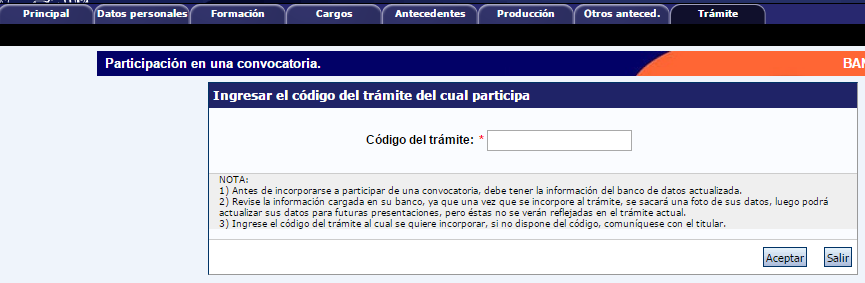 Principal Datos personales Formación Cargos Antecedentes Producción Otros anteced. Trámite
Participación en una convocatoria. BAN
Ingresar el código del trámite del cual participa
Código del trámite: *
NOTA:
1) Antes de incorporarse a participar de una convocatoria, debe tener la información del banco de datos actualizada.
2) Revise la información cargada en su banco, ya que una vez que se incorpore al trámite, se sacará una foto de sus datos, luego podrá
actualizar sus datos para futuras presentaciones, pero éstas no se verán reflejadas en el trámite actual.
3) Ingrese el código del trámite al cual se quiere incorporar, si no dispone del código, comuníquese con el titular.
Aceptar Salir